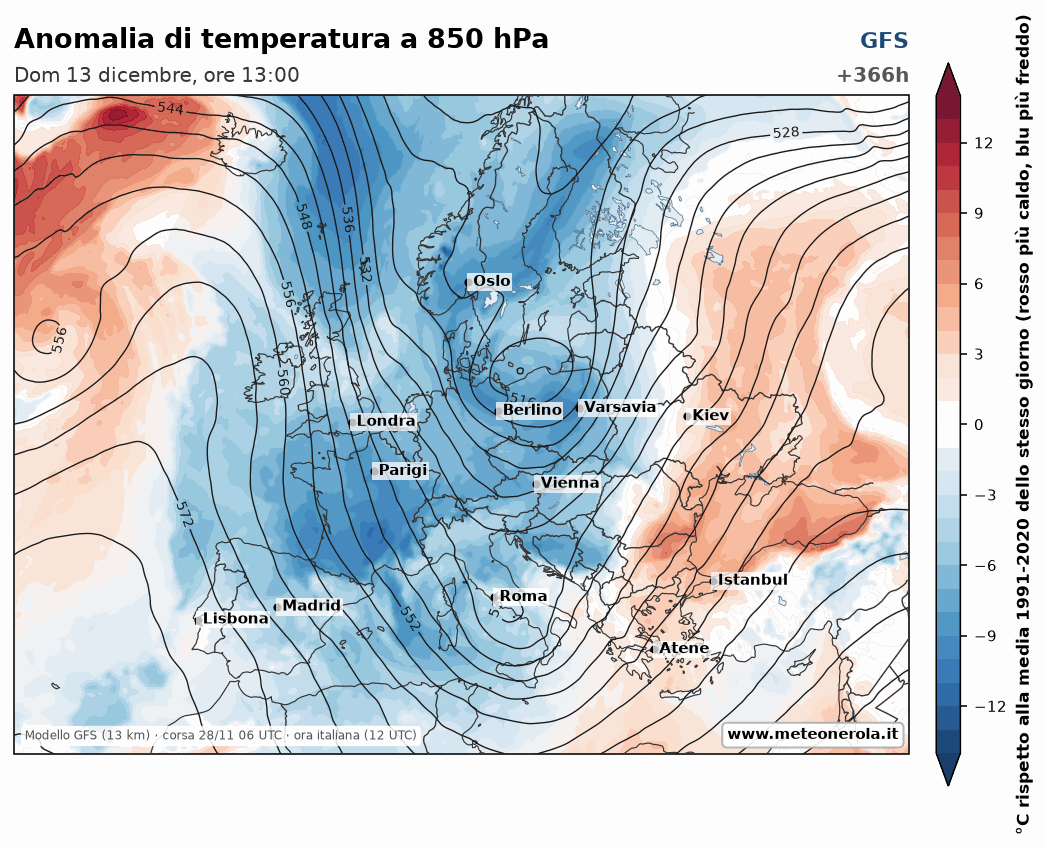 Anomalia di temperatura a 850 hPa
GFS
Dom 13 dicembre, ore 13:00
+366h
544
528
548
536
532
556
556
560
516
572
552
Oslo
Berlino
Varsavia
Kiev
Londra
Parigi
Vienna
Istanbul
Roma
Madrid
Lisbona
Atene
Modello GFS (13 km) · corsa 28/11 06 UTC · ora italiana (12 UTC)
www.meteonerola.it
12
9
6
3
0
−3
−6
−9
−12
°C rispetto alla media 1991-2020 dello stesso giorno (rosso più caldo, blu più freddo)